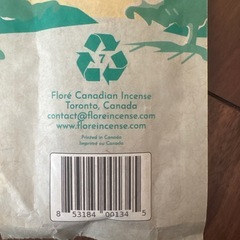 7
Floré Canadian Incense
Toronto, Canada
contact@floreincense.com
www.floreincense.com
Printed in Canada
Imprimé au Canada
8 53184 00134 5